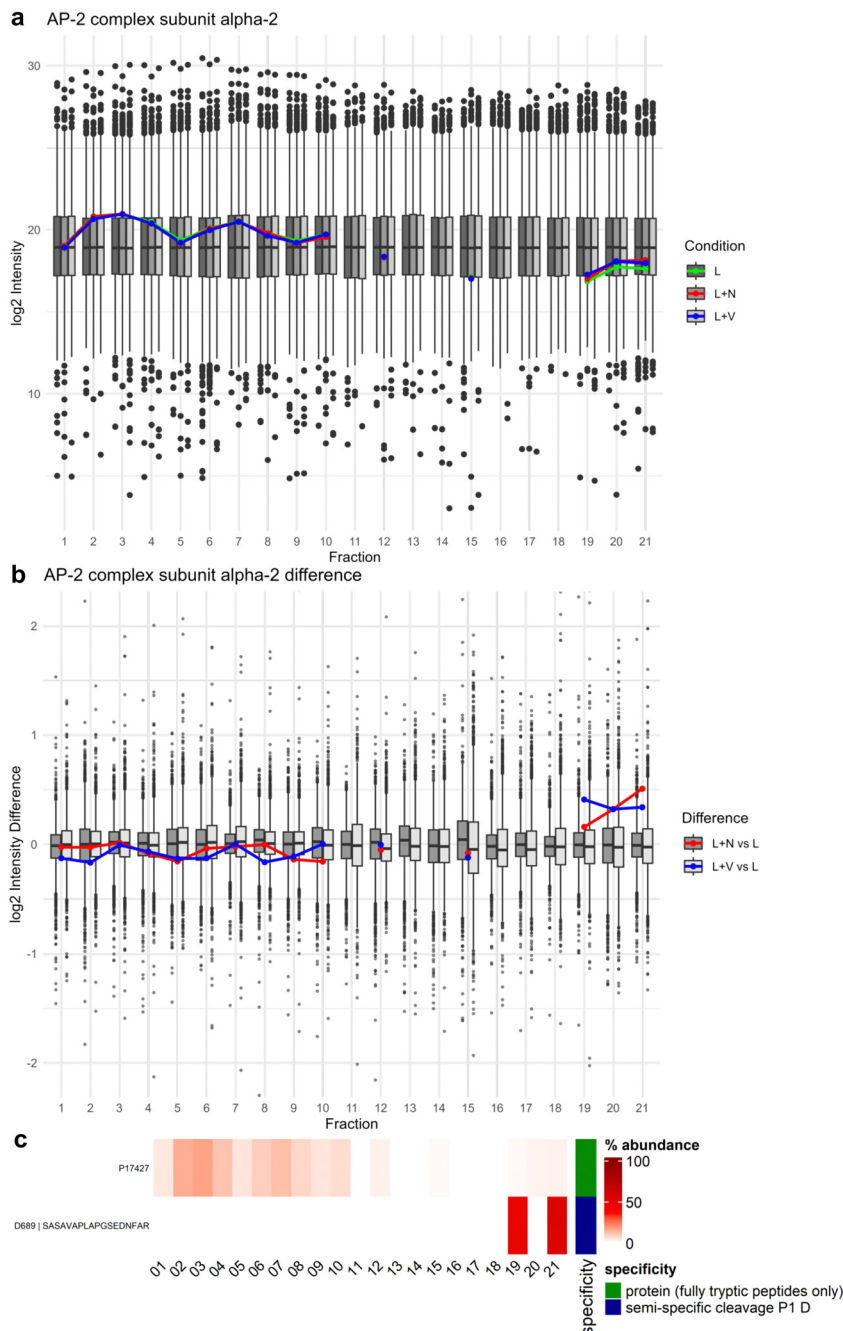 a AP-2 complex subunit alpha-2
30
20
10
log2 Intensity
1 2 3 4 5 6 7 8 9 10 11 12 13 14 15 16 17 18 19 20 21
Fraction
Condition
L
L+N
L+V
b AP-2 complex subunit alpha-2 difference
2
1
0
-1
-2
log2 Intensity Difference
1 2 3 4 5 6 7 8 9 10 11 12 13 14 15 16 17 18 19 20 21
Fraction
Difference
L+N vs L
L+V vs L
c
P17427
D689 | SASAVAPLAPGSEDNFAR
01 02 03 04 05 06 07 08 09 10 11 12 13 14 15 16 17 18 19 20 21 specificity
% abundance
100
50
0
specificity
protein (fully tryptic peptides only)
semi-specific cleavage P1 D